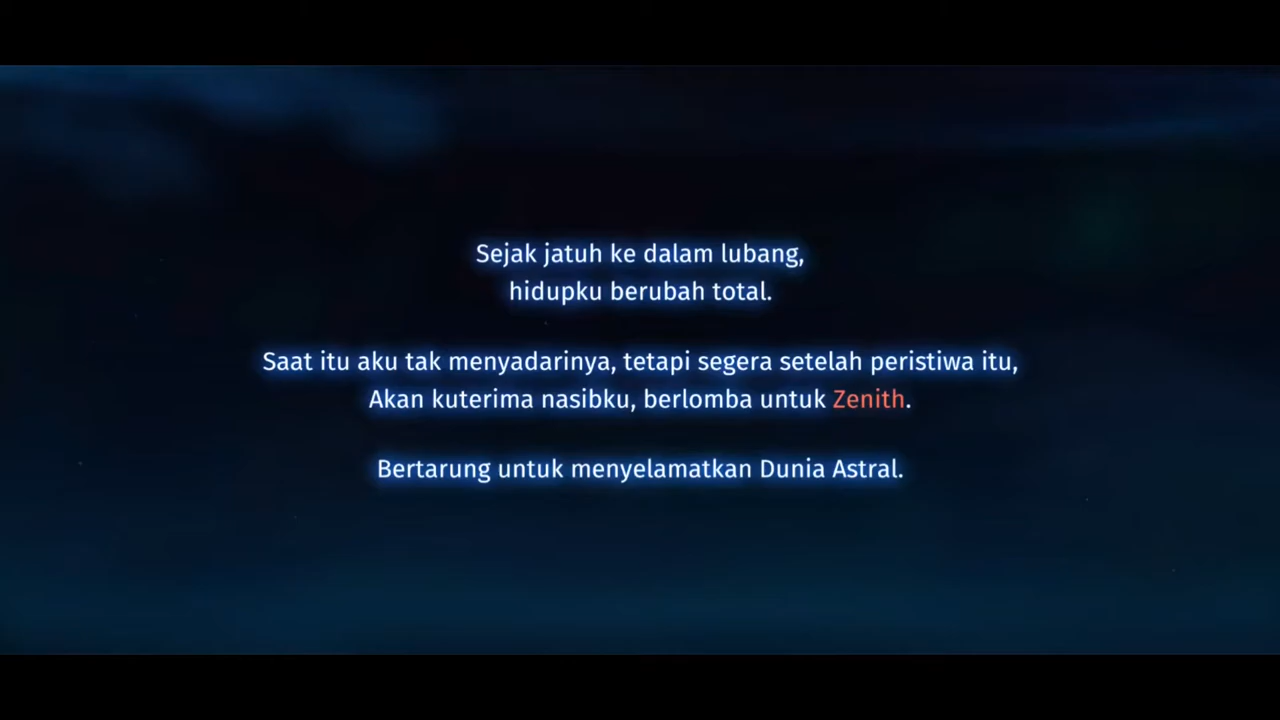 Sejak jatuh ke dalam lubang,
hidupku berubah total.
Saat itu aku tak menyadarinya, tetapi segera setelah peristiwa itu,
Akan kuterima nasibku, berlomba untuk Zenith.
Bertarung untuk menyelamatkan Dunia Astral.